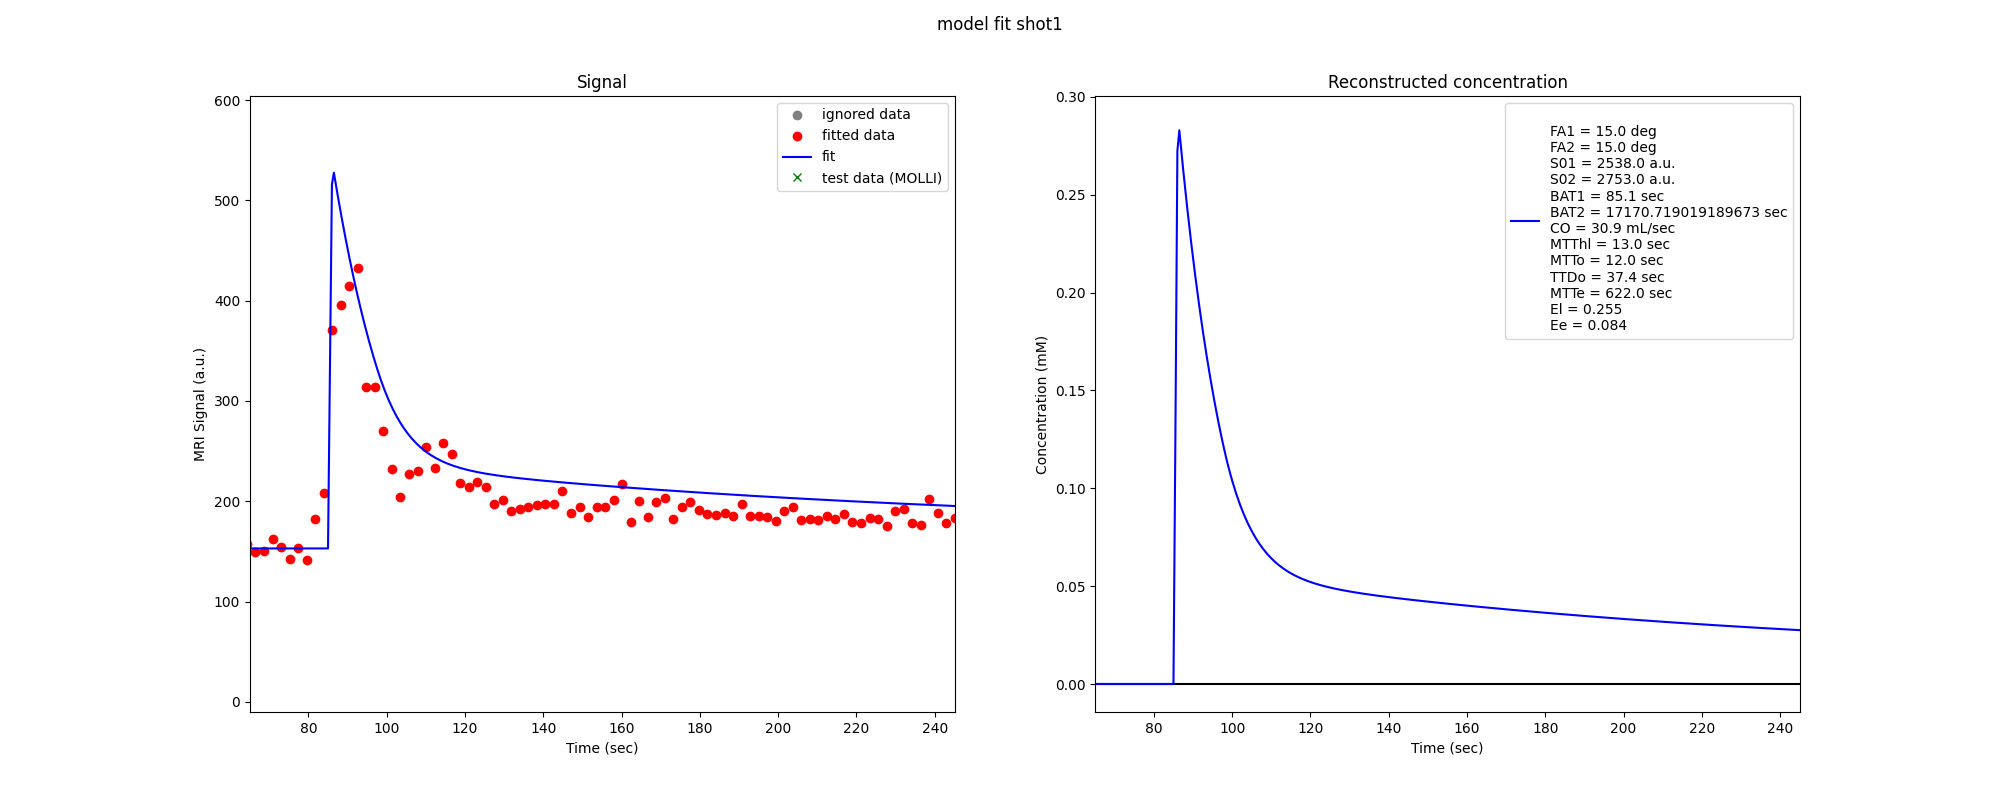 model fit shot1
Signal
MRI Signal (a.u.)
600
500
400
300
200
100
0
80 100 120 140 160 180 200 220 240
Time (sec)
ignored data
fitted data
fit
test data (MOLLI)
Reconstructed concentration
Concentration (mM)
0.30
0.25
0.20
0.15
0.10
0.05
0.00
80 100 120 140 160 180 200 220 240
Time (sec)
FA1 = 15.0 deg
FA2 = 15.0 deg
S01 = 2538.0 a.u.
S02 = 2753.0 a.u.
BAT1 = 85.1 sec
BAT2 = 17170.719019189673 sec
CO = 30.9 mL/sec
MTThl = 13.0 sec
MTTo = 12.0 sec
TTDo = 37.4 sec
MTTe = 622.0 sec
El = 0.255
Ee = 0.084